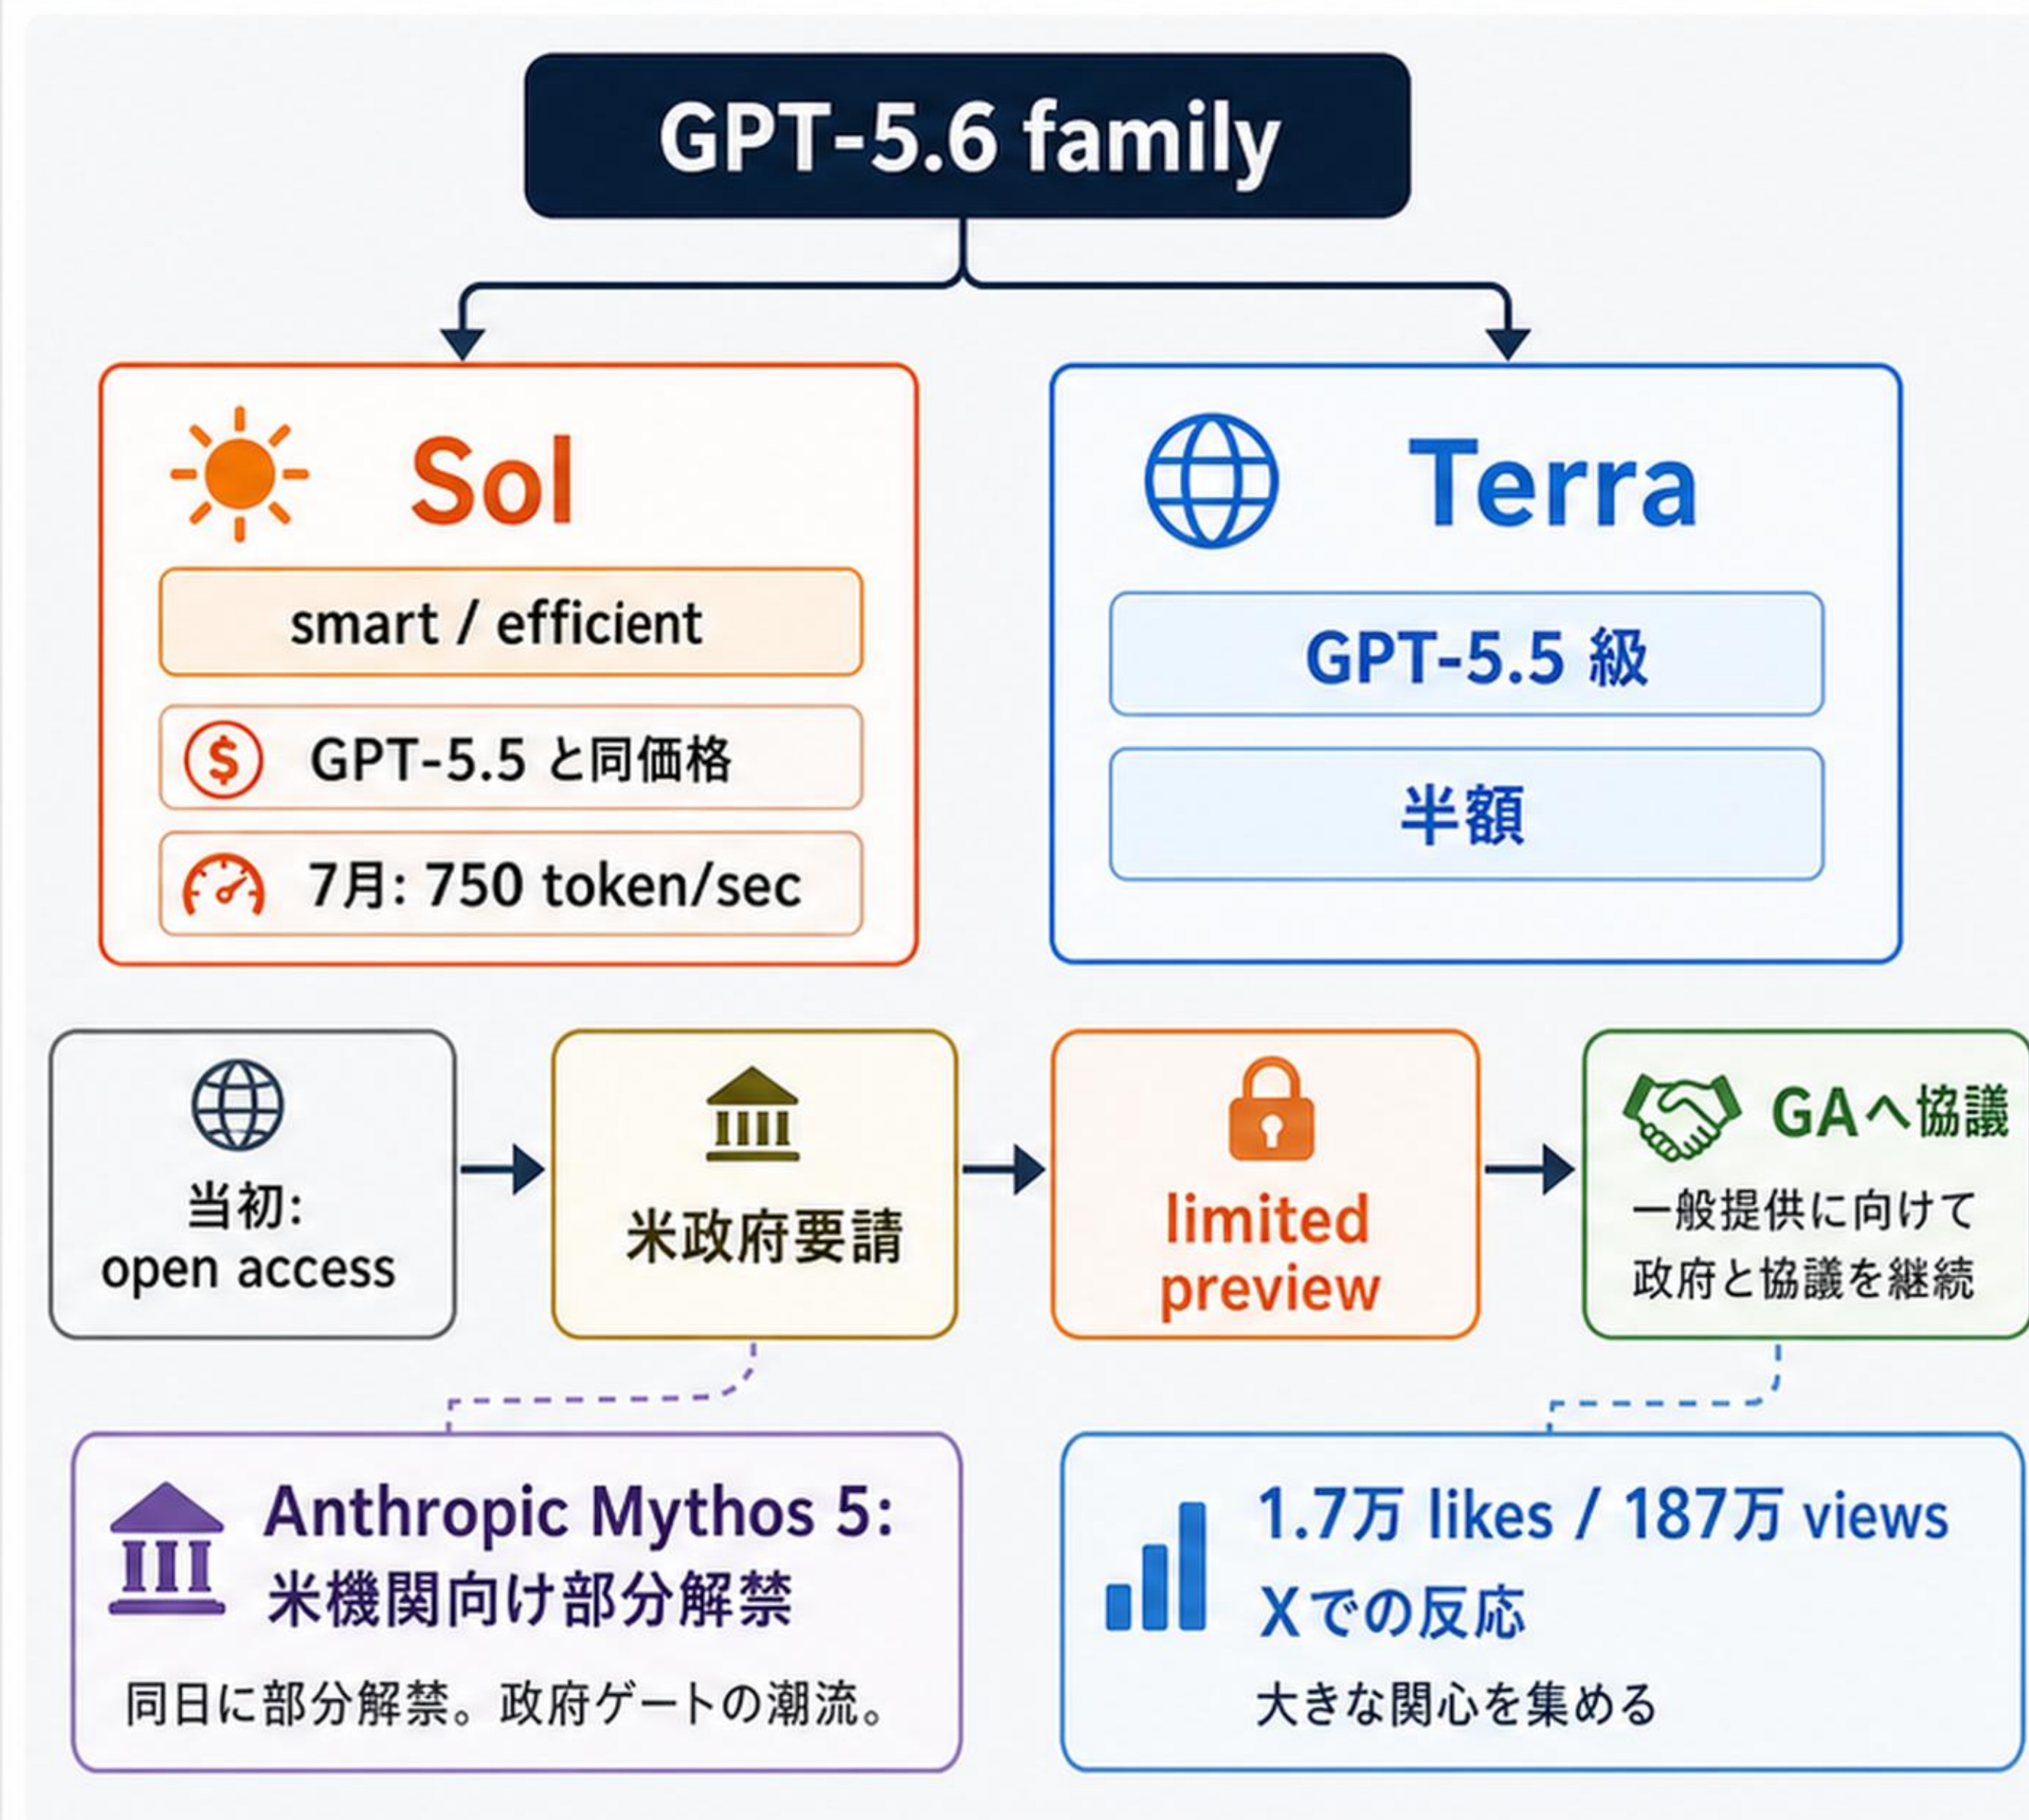 GPT-5.6 family
Sol
smart / efficient
$
GPT-5.5 と同価格
7月: 750 token/sec
Terra
GPT-5.5 級
半額
当初:
open access
米政府要請
limited
preview
GAへ協議
一般提供に向けて
政府と協議を継続
Anthropic Mythos 5:
米機関向け部分解禁
同日に部分解禁。政府ゲートの潮流。
1.7万 likes / 187万 views
Xでの反応
大きな関心を集める